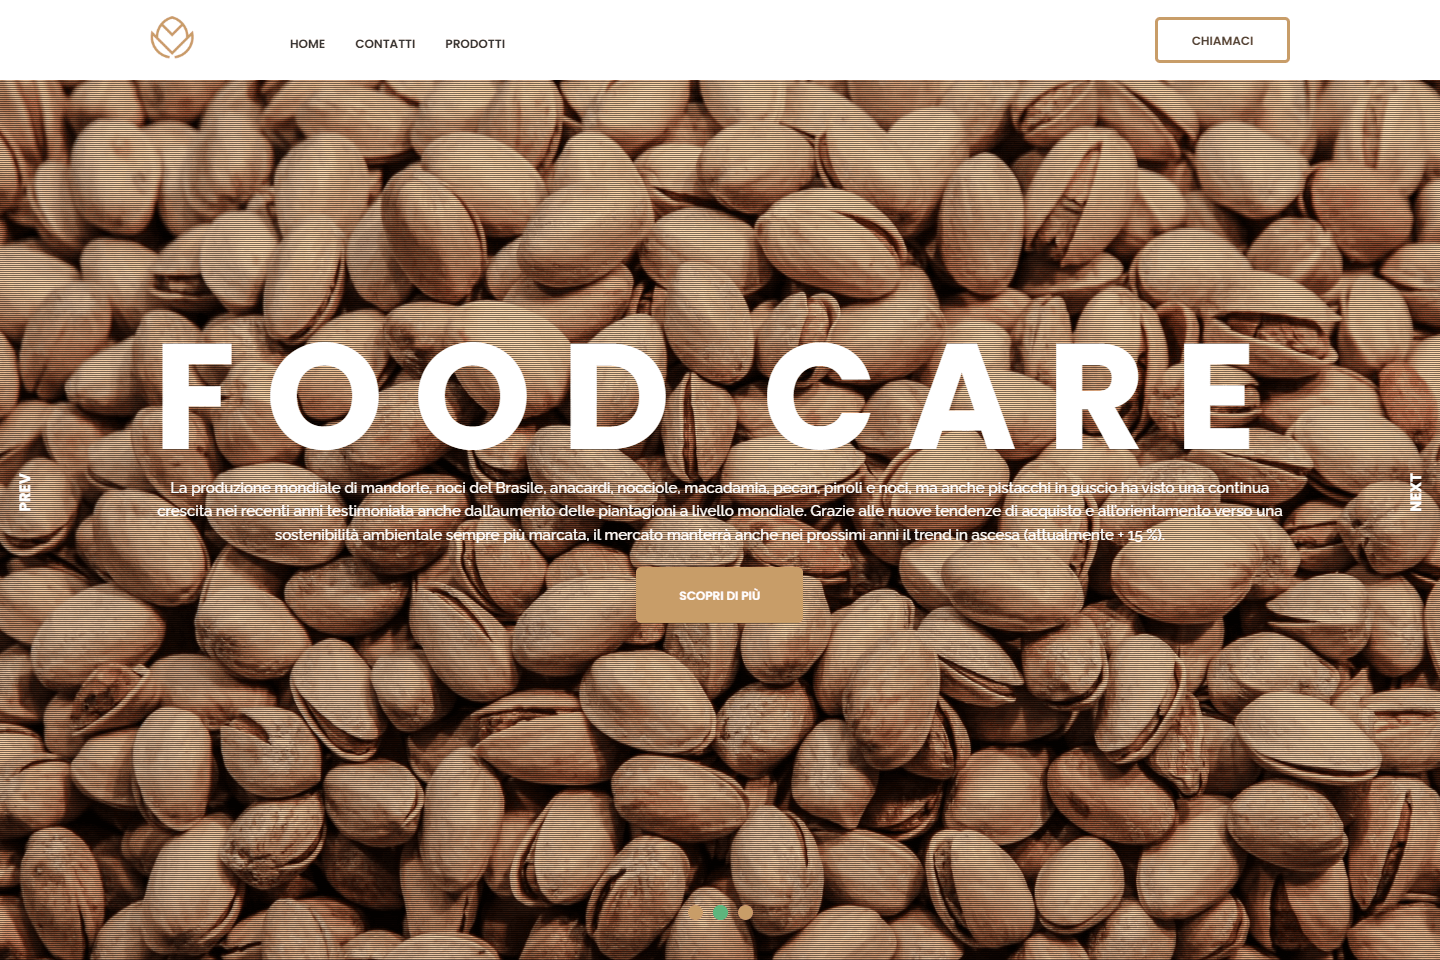 HOME CONTATTI PRODOTTI CHIAMACI
FOOD CARE
PREV
NEXT
La produzione mondiale di mandorle, noci del Brasile, anacardi, nocciole, macadamia, pecan, pinoli e noci, ma anche pistacchi in guscio ha visto una continua
crescita nei recenti anni testimoniata anche dall'aumento delle piantagioni a livello mondiale. Grazie alle nuove tendenze di acquisto e all'orientamento verso una
sostenibilità ambientale sempre più marcata, il mercato manterrà anche nei prossimi anni il trend in ascesa (attualmente + 15 %).
SCOPRI DI PIÙ